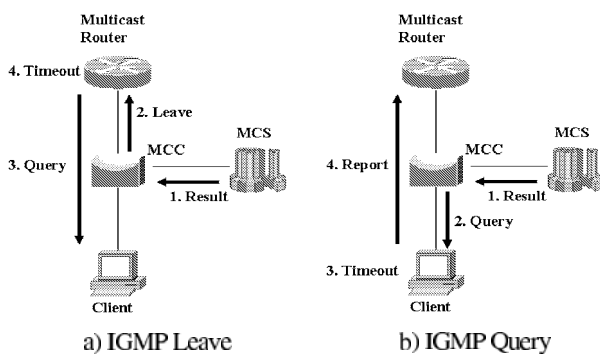 Multicast
Router
4. Timeout
2. Leave
MCC
MCS
3. Query
1. Result
Client
a) IGMP Leave
Multicast
Router
MCC
MCS
4. Report
1. Result
2. Query
3. Timeout
Client
b) IGMP Query